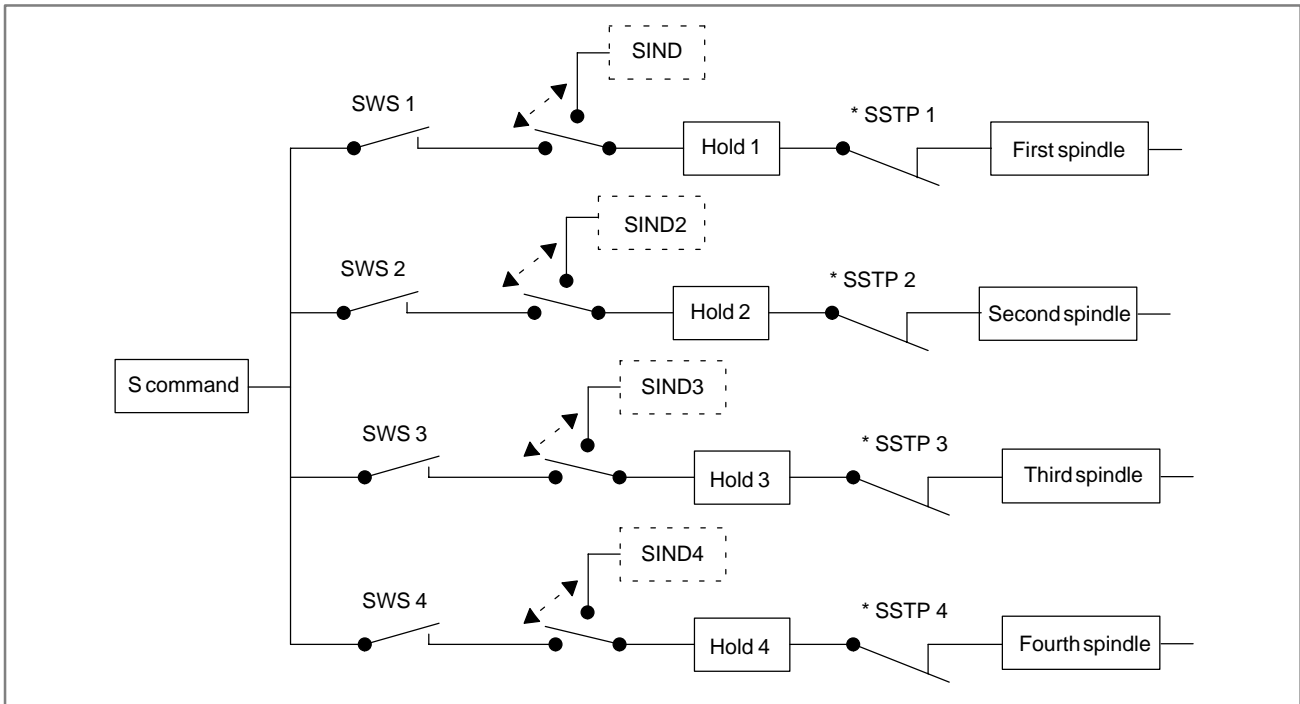 SIND
SWS 1
* SSTP 1
Hold 1
First spindle
SIND2
SWS 2
* SSTP 2
Hold 2
Second spindle
S command
SIND3
SWS 3
* SSTP 3
Hold 3
Third spindle
SIND4
SWS 4
* SSTP 4
Hold 4
Fourth spindle